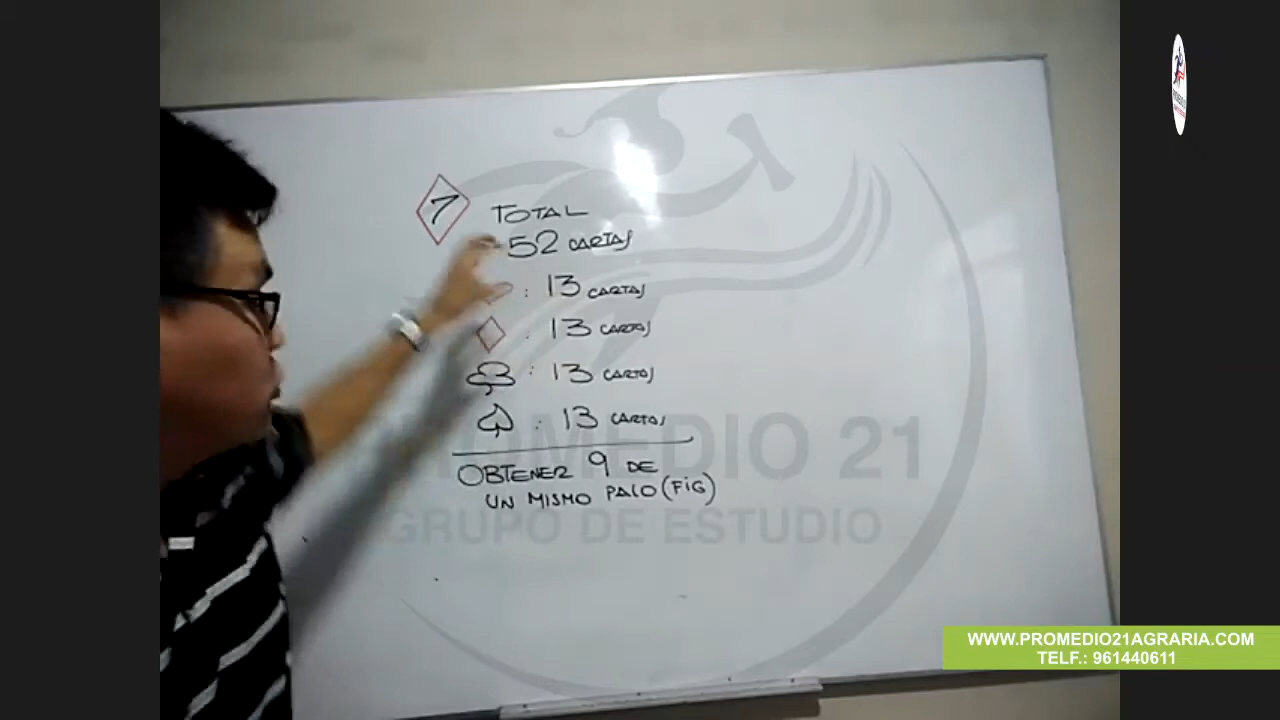 7 TOTAL
52 CARTAS
: 13 CARTAS
: 13 CARTAS
: 13 CARTAS
: 13 CARTAS
OBTENER 9 DE
UN MISMO PALO (FIG)
PROMEDIO 21
GRUPO DE ESTUDIO
WWW.PROMEDIO21AGRARIA.COM
TELF.: 961440611